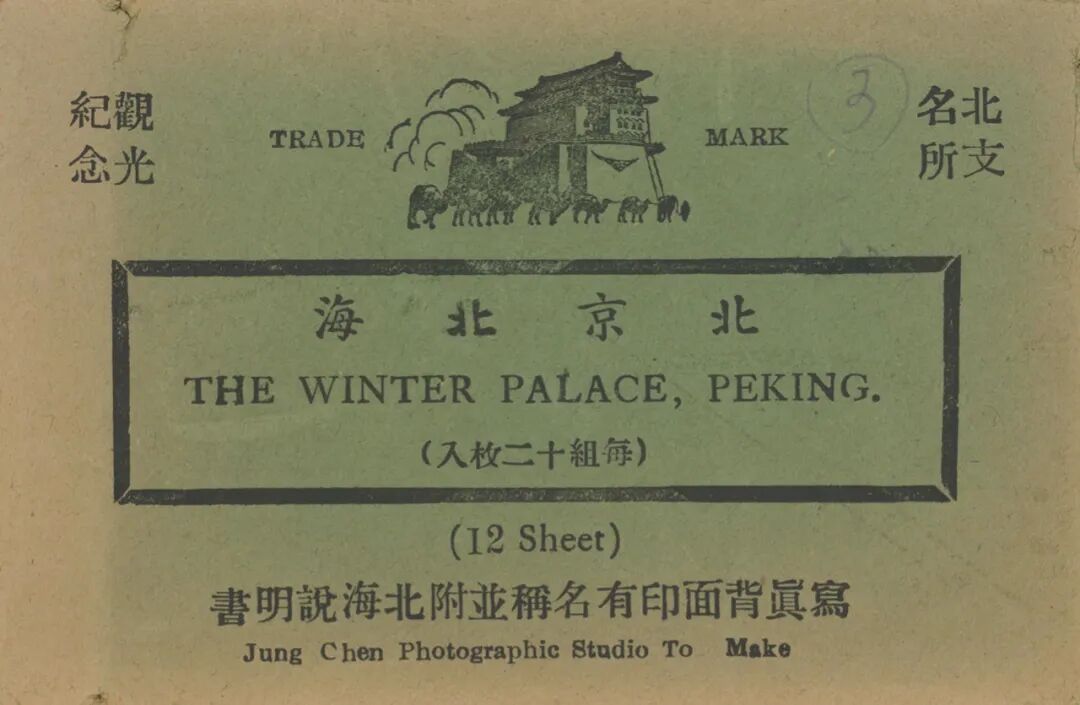 北支
名所
3
TRADE MARK
觀光
紀念
北京北海
THE WINTER PALACE, PEKING.
(每組十二枚入)
(12 Sheet)
寫眞背面印有名稱並附北海說明書
Jung Chen Photographic Studio To Make